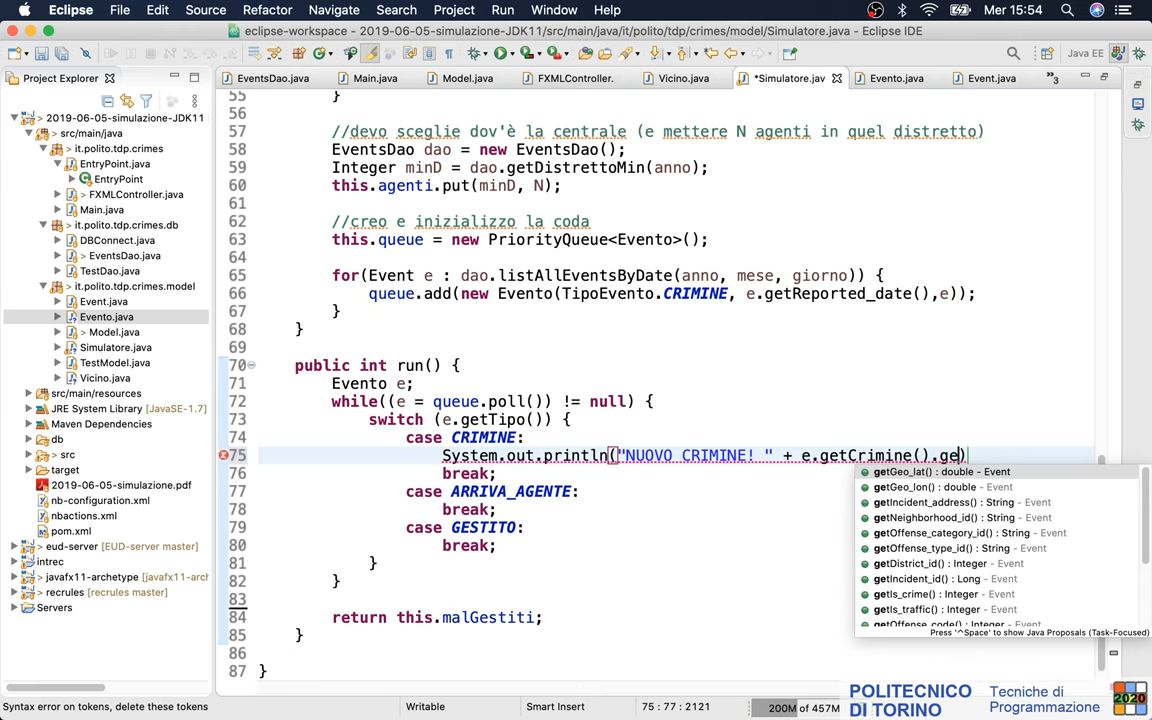 Eclipse File Edit Source Refactor Navigate Search Project Run Window Help Mer 15:54
eclipse-workspace - 2019-06-05-simulazione-JDK11/src/main/java/it/polito/tdp/crimes/model/Simulatore.java - Eclipse IDE
Java EE
Project Explorer
EventsDao.java Main.java Model.java FXMLController. Vicino.java *Simulatore.jav Evento.java Event.java »3
> 2019-06-05-simulazione-JDK11
> src/main/java
> it.polito.tdp.crimes
EntryPoint.java
EntryPoint
> FXMLController.java
Main.java
> it.polito.tdp.crimes.db
DBConnect.java
> EventsDao.java
TestDao.java
> it.polito.tdp.crimes.model
Event.java
Evento.java
> Model.java
Simulatore.java
TestModel.java
Vicino.java
src/main/resources
JRE System Library [JavaSE-1.7]
Maven Dependencies
db
> src
target
2019-06-05-simulazione.pdf
nb-configuration.xml
nbactions.xml
pom.xml
> eud-server [EUD-server master]
intrec
> javafx11-archetype [javafx11-arch
> recrules [recrules master]
Servers
55 }
56
57 //devo sceglie dov'è la centrale (e mettere N agenti in quel distretto)
58 EventsDao dao = new EventsDao();
59 Integer minD = dao.getDistrettoMin(anno);
60 this.agenti.put(minD, N);
61
62 //creo e inizializzo la coda
63 this.queue = new PriorityQueue<Evento>();
64
65 for(Event e : dao.listAllEventsByDate(anno, mese, giorno)) {
66 queue.add(new Evento(TipoEvento.CRIMINE, e.getReported_date(),e));
67 }
68 }
69
70 public int run() {
71 Evento e;
72 while((e = queue.poll()) != null) {
73 switch (e.getTipo()) {
74 case CRIMINE:
75 System.out.println("NUOVO CRIMINE! " + e.getCrimine().ge)
76 break;
77 case ARRIVA_AGENTE:
78 break;
79 case GESTITO:
80 break;
81 }
82 }
83
84 return this.malGestiti;
85 }
86
87 }
getGeo_lat() : double - Event
getGeo_lon() : double - Event
getIncident_address() : String - Event
getNeighborhood_id() : String - Event
getOffense_category_id() : String - Event
getOffense_type_id() : String - Event
getDistrict_id() : Integer - Event
getIncident_id() : Long - Event
getIs_crime() : Integer - Event
getIs_traffic() : Integer - Event
getOffense_code() : Integer - Event
Press '^Space' to show Java Proposals (Task-Focused)
Syntax error on tokens, delete these tokens Writable Smart Insert 75 : 77 : 2121 200M of 457M
POLITECNICO
DI TORINO
Tecniche di
Programmazione
2020